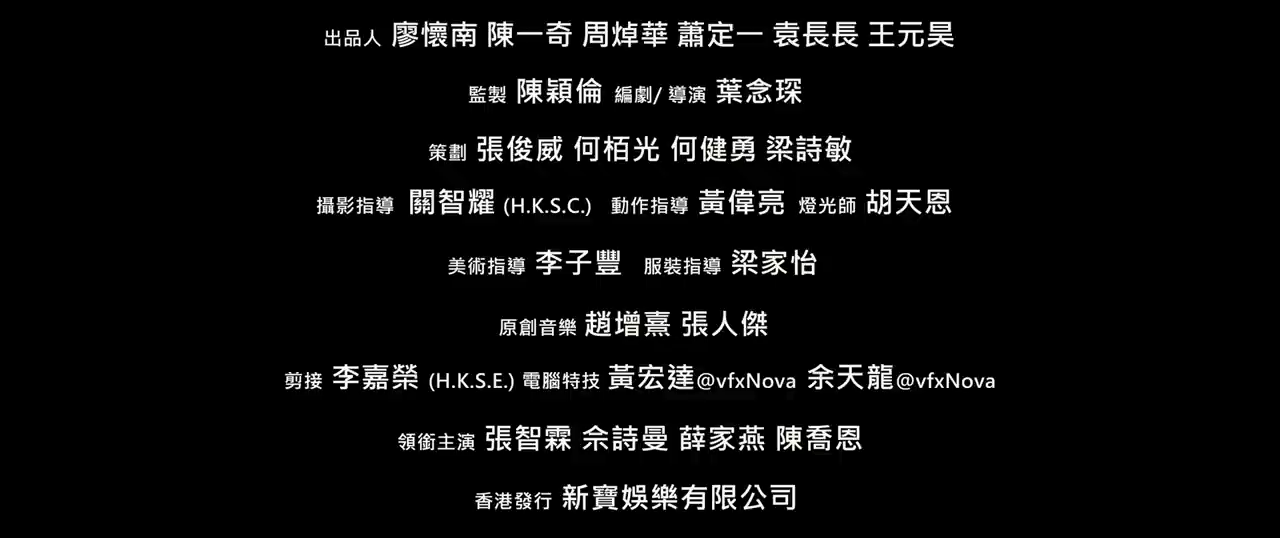 出品人 廖懷南 陳一奇 周焯華 蕭定一 袁長長 王元昊
監製 陳穎倫 編劇/ 導演 葉念琛
策劃 張俊威 何栢光 何健勇 梁詩敏
攝影指導 關智耀 (H.K.S.C.) 動作指導 黃偉亮 燈光師 胡天恩
美術指導 李子豐 服裝指導 梁家怡
原創音樂 趙增熹 張人傑
剪接 李嘉榮 (H.K.S.E.) 電腦特技 黃宏達@vfxNova 余天龍@vfxNova
領銜主演 張智霖 佘詩曼 薛家燕 陳喬恩
香港發行 新寶娛樂有限公司